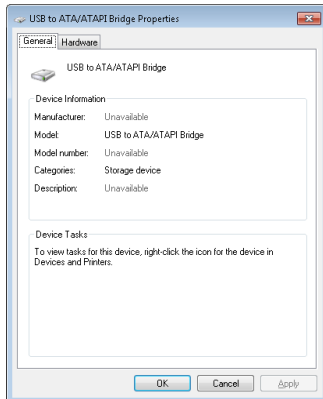 USB to ATA/ATAPI Bridge Properties
General Hardware
USB to ATA/ATAPI Bridge
Device Information
Manufacturer: Unavailable
Model: USB to ATA/ATAPI Bridge
Model number: Unavailable
Categories: Storage device
Description: Unavailable
Device Tasks
To view tasks for this device, right-click the icon for the device in
Devices and Printers.
OK Cancel Apply